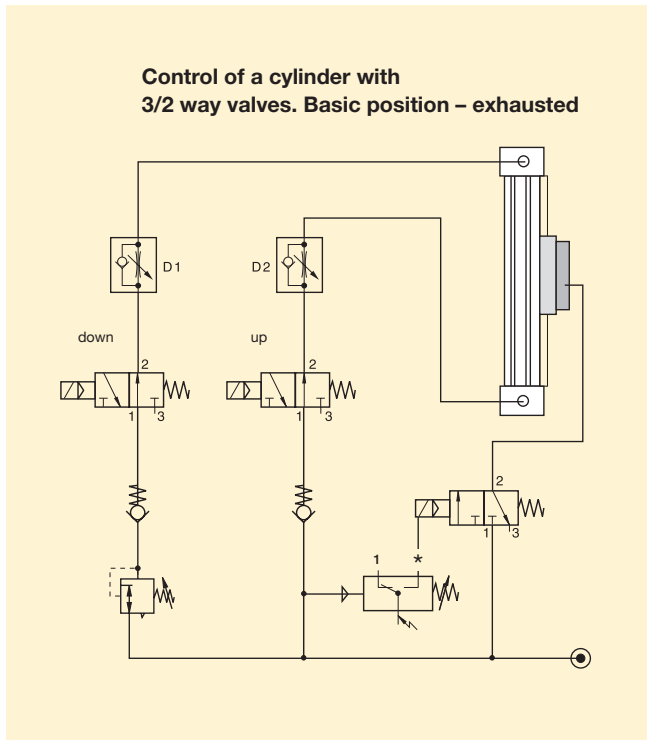 Control of a cylinder with
3/2 way valves. Basic position – exhausted
D1
D2
down
up
2
1 3
2
1 3
2
1 3
1 *